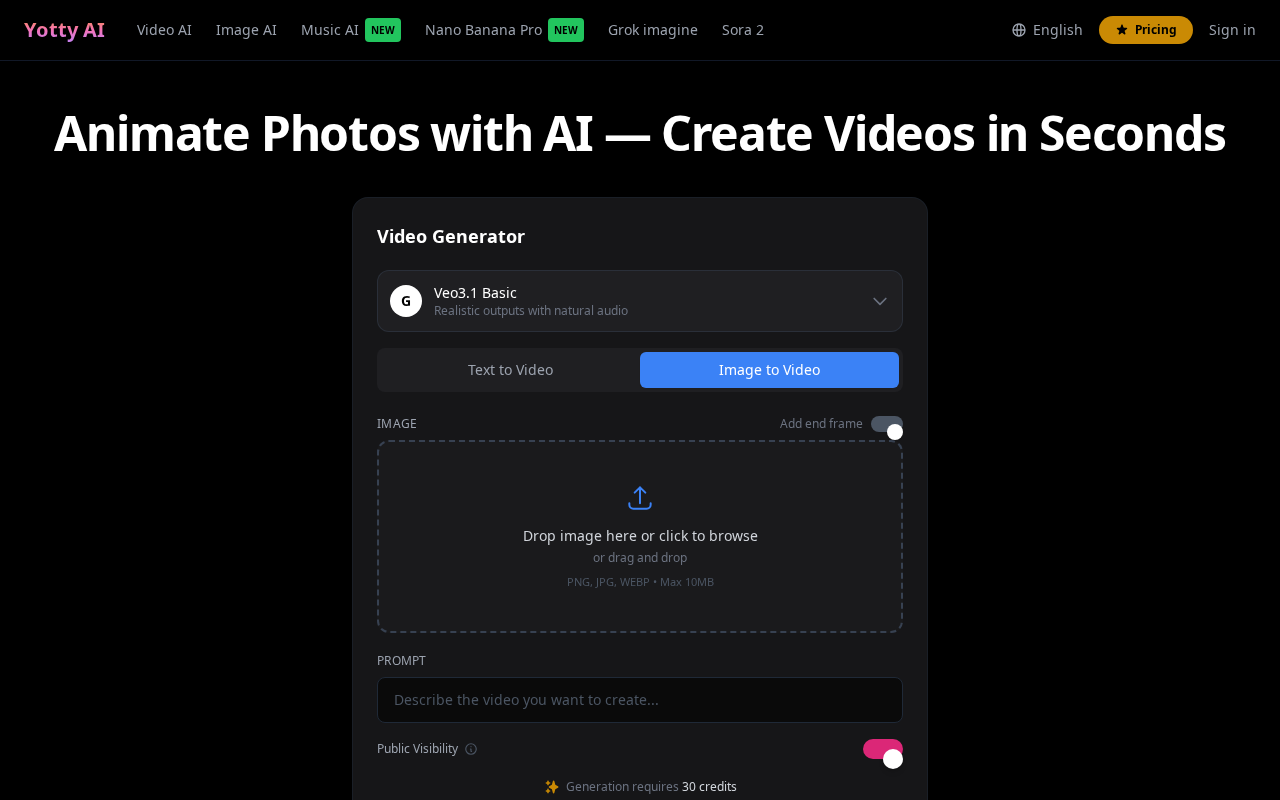 Yotty AI
Video AI
Image AI
Music AI NEW
Nano Banana Pro NEW
Grok imagine
Sora 2
English
Pricing
Sign in
Animate Photos with AI — Create Videos in Seconds
Video Generator
G
Veo3.1 Basic
Realistic outputs with natural audio
Text to Video
Image to Video
IMAGE
Add end frame
Drop image here or click to browse
or drag and drop
PNG, JPG, WEBP • Max 10MB
PROMPT
Describe the video you want to create...
Public Visibility
Generation requires 30 credits